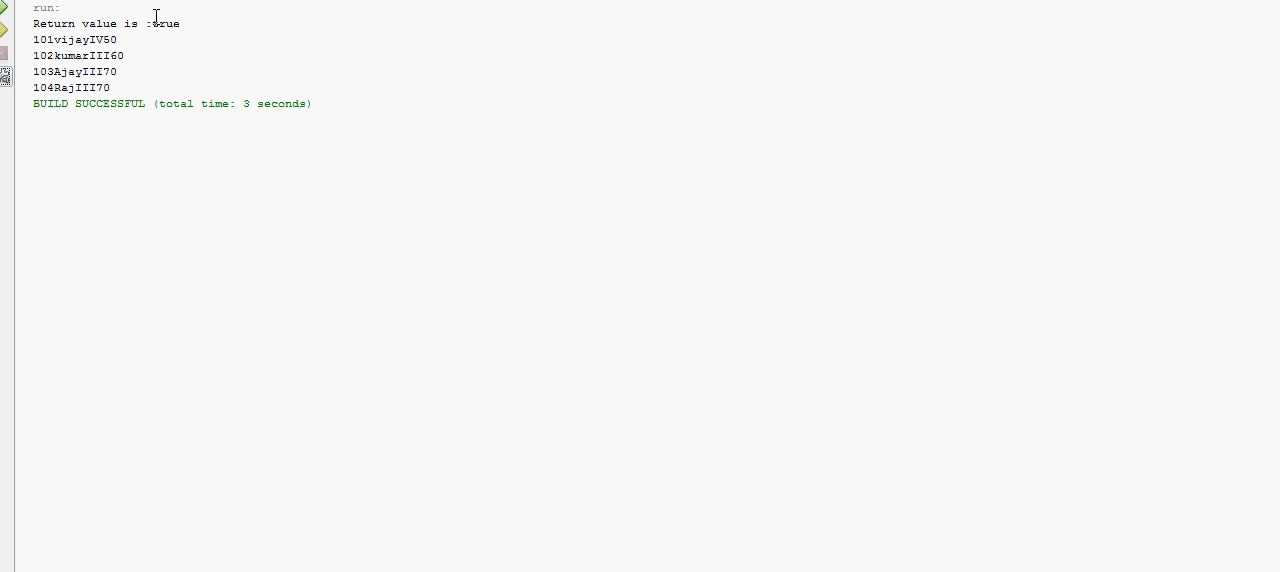 run:
Return value is :true
101vijayIV50
102kumarIII60
103AjayIII70
104RajIII70
BUILD SUCCESSFUL (total time: 3 seconds)